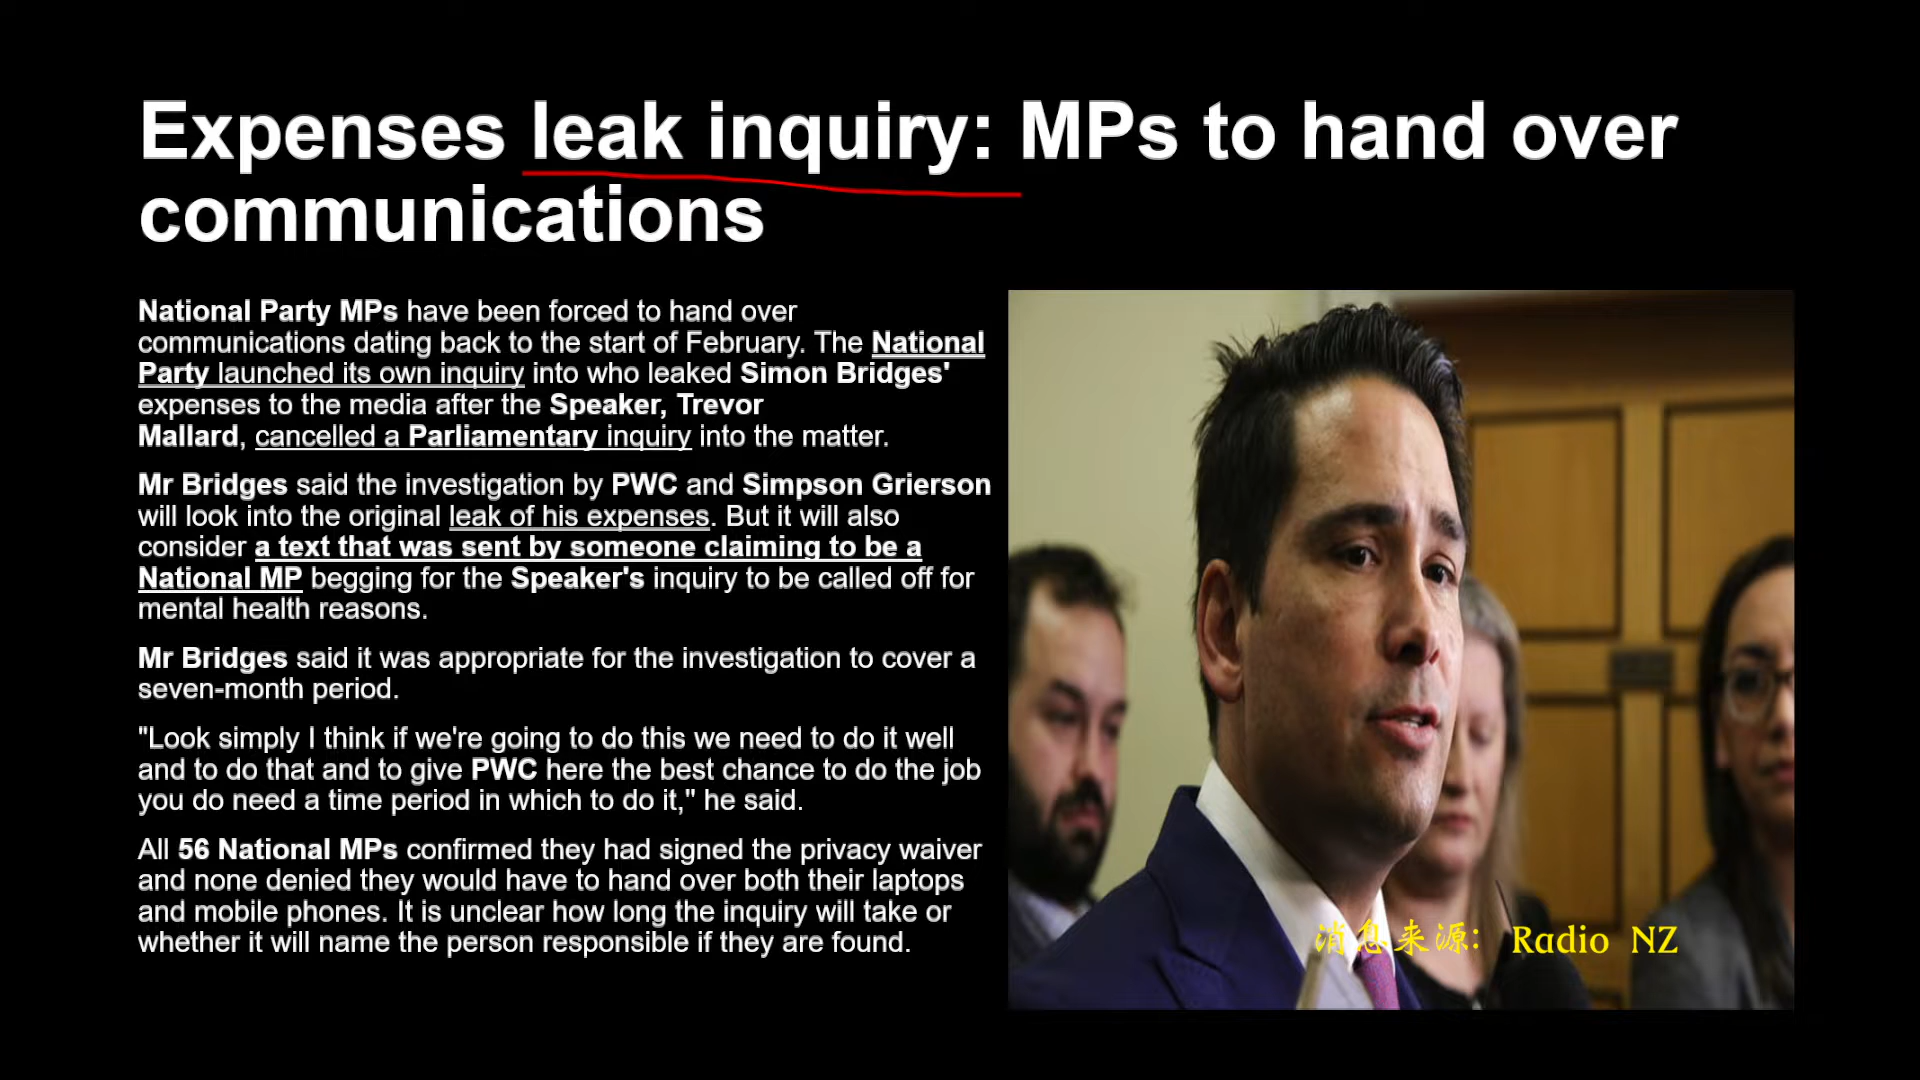 Expenses leak inquiry: MPs to hand over
communications
National Party MPs have been forced to hand over
communications dating back to the start of February. The National
Party launched its own inquiry into who leaked Simon Bridges'
expenses to the media after the Speaker, Trevor
Mallard, cancelled a Parliamentary inquiry into the matter.
Mr Bridges said the investigation by PWC and Simpson Grierson
will look into the original leak of his expenses. But it will also
consider a text that was sent by someone claiming to be a
National MP begging for the Speaker's inquiry to be called off for
mental health reasons.
Mr Bridges said it was appropriate for the investigation to cover a
seven-month period.
"Look simply I think if we're going to do this we need to do it well
and to do that and to give PWC here the best chance to do the job
you do need a time period in which to do it," he said.
All 56 National MPs confirmed they had signed the privacy waiver
and none denied they would have to hand over both their laptops
and mobile phones. It is unclear how long the inquiry will take or
whether it will name the person responsible if they are found.
消息来源: Radio NZ